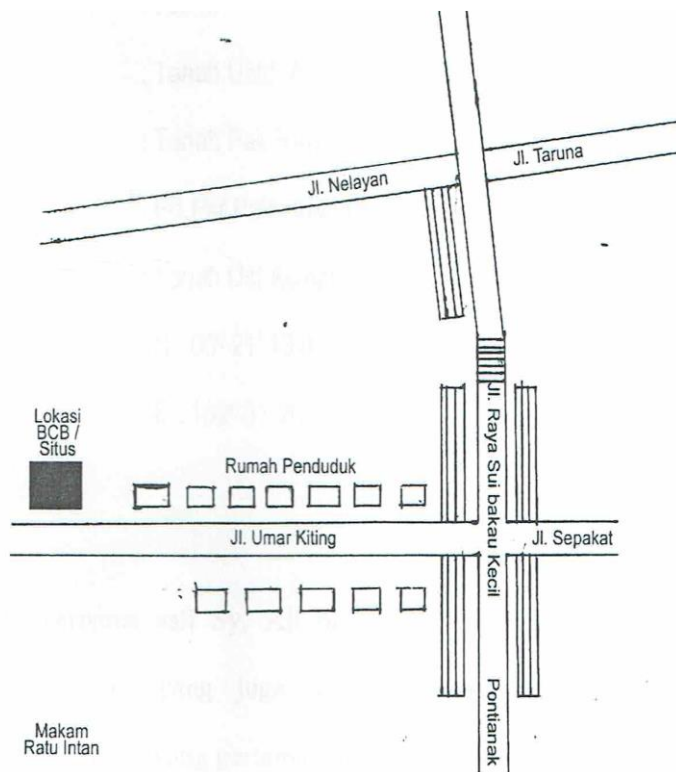 Jl. Taruna
Jl. Nelayan
Lokasi
BCB /
Situs
Rumah Penduduk
Jl. Raya Sui bakau Kecil
Jl. Umar Kiting
Jl. Sepakat
Pontianak
Makam
Ratu Intan